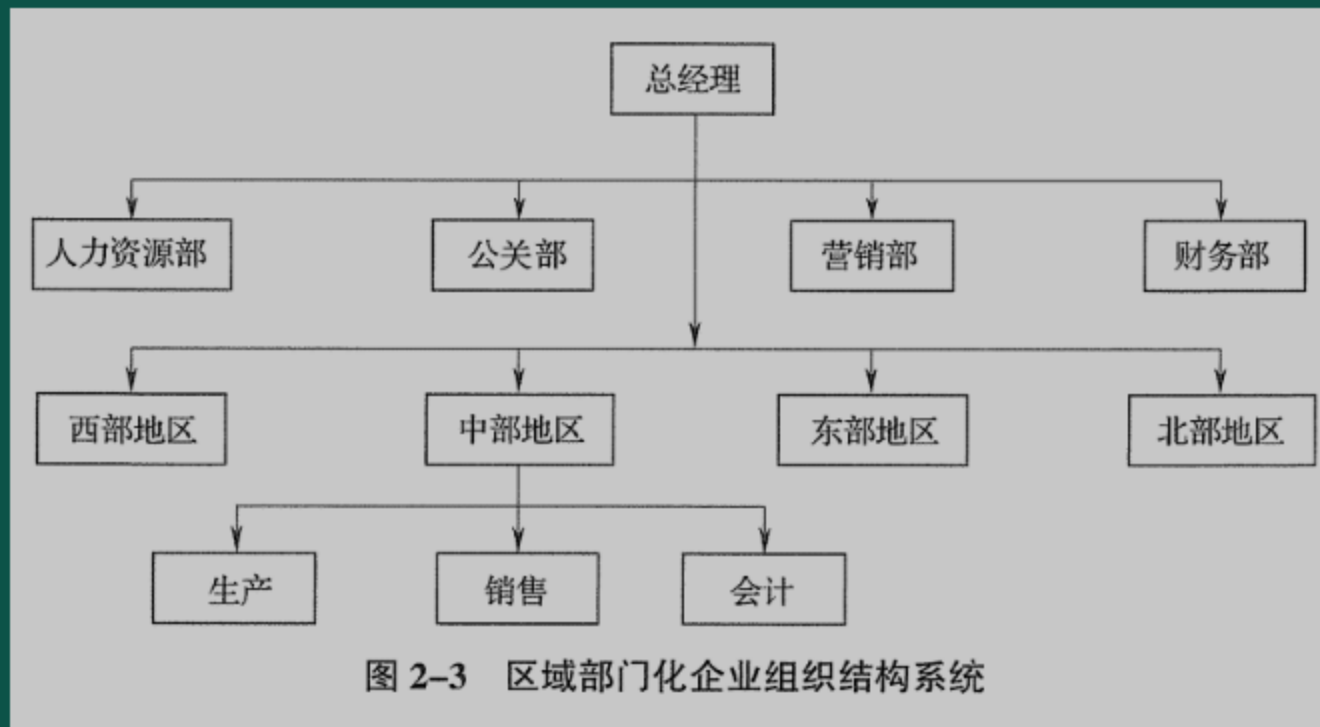 总经理
人力资源部 公关部 营销部 财务部
西部地区 中部地区 东部地区 北部地区
生产 销售 会计
图 2-3 区域部门化企业组织结构系统